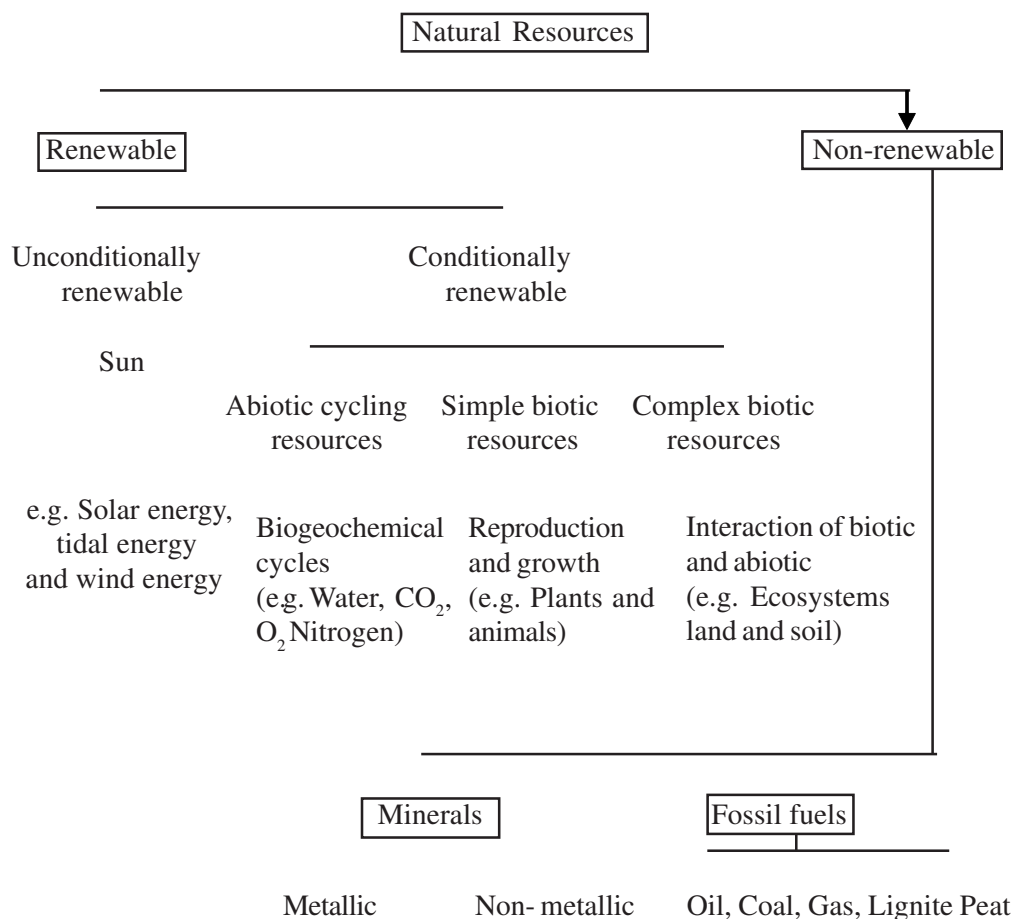 Natural Resources
Renewable
Non-renewable
Unconditionally
renewable
Conditionally
renewable
Sun
Abiotic cycling
resources
Simple biotic
resources
Complex biotic
resources
e.g. Solar energy,
tidal energy
and wind energy
Biogeochemical
cycles
(e.g. Water, CO₂,
O₂ Nitrogen)
Reproduction
and growth
(e.g. Plants and
animals)
Interaction of biotic
and abiotic
(e.g. Ecosystems
land and soil)
Minerals
Fossil fuels
Metallic
Non- metallic
Oil, Coal, Gas, Lignite Peat